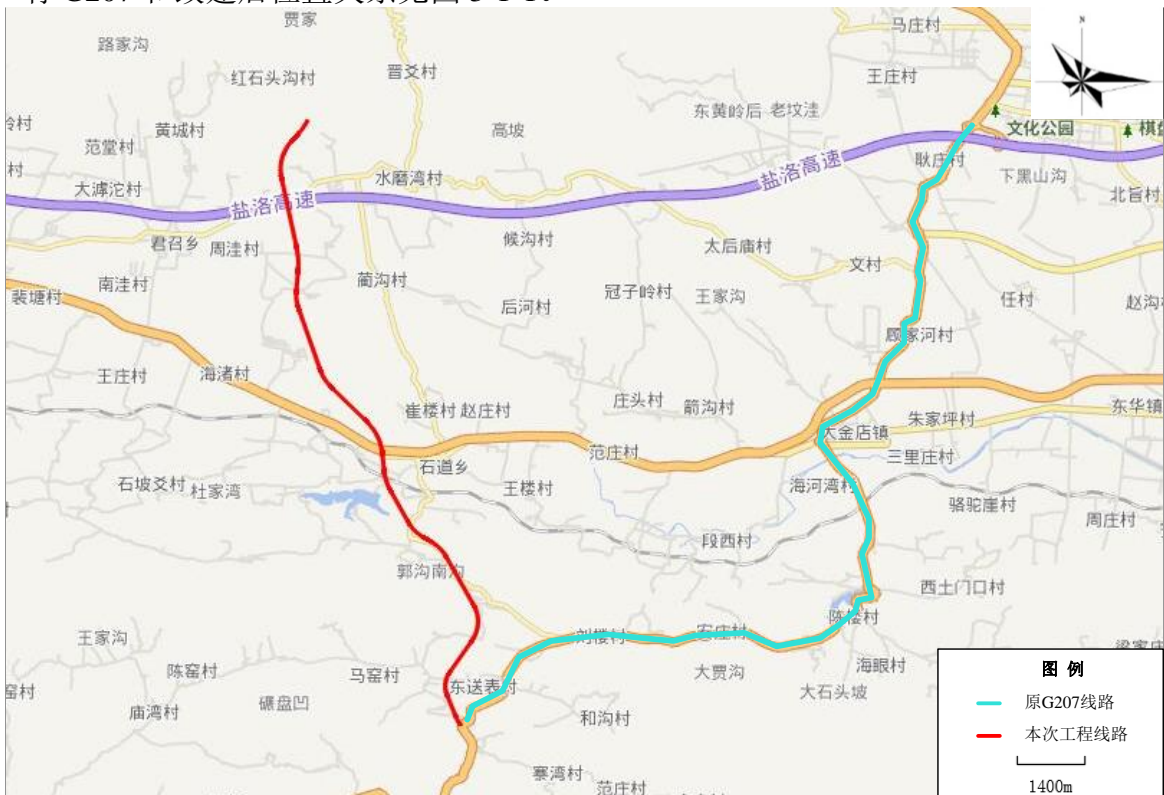 贾家
马庄村
N
路家沟
红石头沟村
晋爻村
王庄村
东黄岭后
老坟洼
黄城村
高坡
文化公园
范堂村
耿庄村
下黑山沟
大滹沱村
水磨湾村
盐洛高速
北旨村
盐洛高速
君召乡
周洼村
候沟村
太后庙村
文村
南洼村
蔺沟村
裴塘村
后河村
冠子岭村
王家沟
任村
赵沟
顾家河村
王庄村
海渚村
崔楼村
赵庄村
庄头村
箭沟村
东华镇
朱家坪村
大金店镇
范庄村
三里庄村
石道乡
石坡爻村
杜家湾
王楼村
海河湾村
骆驼崖村
周庄村
段西村
郭沟南沟
西土门口村
陈楼村
王家沟
刘楼村
安庄村
陈窑村
马窑村
大贾沟
海眼村
东送表村
大石头坡
窑村
碾盘凹
庙湾村
和沟村
寨湾村
范庄村
图 例
原G207线路
本次工程线路
1400m